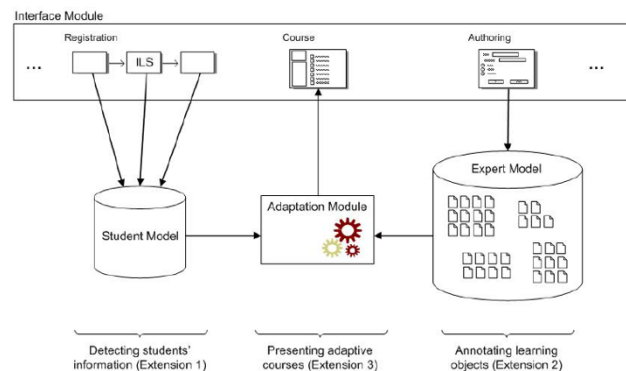 Interface Module
Registration
Course
Authoring
...
ILS
...
Expert Model
Student Model
Adaptation Module
Detecting students'
information (Extension 1)
Presenting adaptive
courses (Extension 3)
Annotating learning
objects (Extension 2)